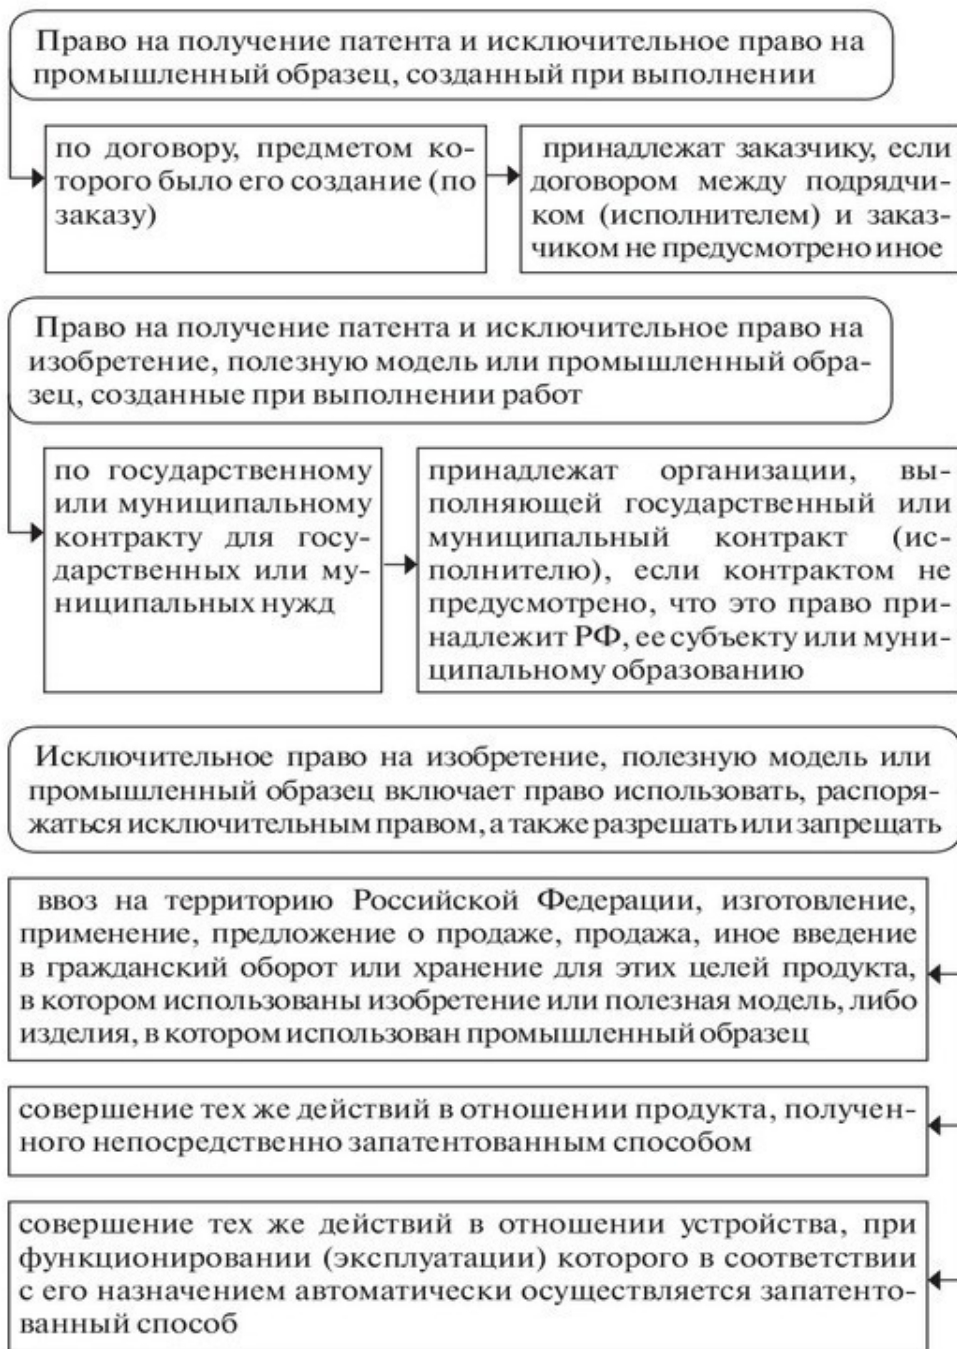 Право на получение патента и исключительное право на
промышленный образец, созданный при выполнении
по договору, предметом ко-
торого было его создание (по
заказу)
принадлежат заказчику, если
договором между подрядчи-
ком (исполнителем) и заказ-
чиком не предусмотрено иное
Право на получение патента и исключительное право на
изобретение, полезную модель или промышленный обра-
зец, созданные при выполнении работ
по государственному
или муниципальному
контракту для госу-
дарственных или му-
ниципальных нужд
принадлежат организации, вы-
полняющей государственный или
муниципальный контракт (ис-
полнителю), если контрактом не
предусмотрено, что это право при-
надлежит РФ, ее субъекту или муни-
ципальному образованию
Исключительное право на изобретение, полезную модель или
промышленный образец включает право использовать, распоря-
жаться исключительным правом, а также разрешать или запрещать
ввоз на территорию Российской Федерации, изготовление,
применение, предложение о продаже, продажа, иное введение
в гражданский оборот или хранение для этих целей продукта,
в котором использованы изобретение или полезная модель, либо
изделия, в котором использован промышленный образец
совершение тех же действий в отношении продукта, получен-
ного непосредственно запатентованным способом
совершение тех же действий в отношении устройства, при
функционировании (эксплуатации) которого в соответствии
с его назначением автоматически осуществляется запатенто-
ванный способ